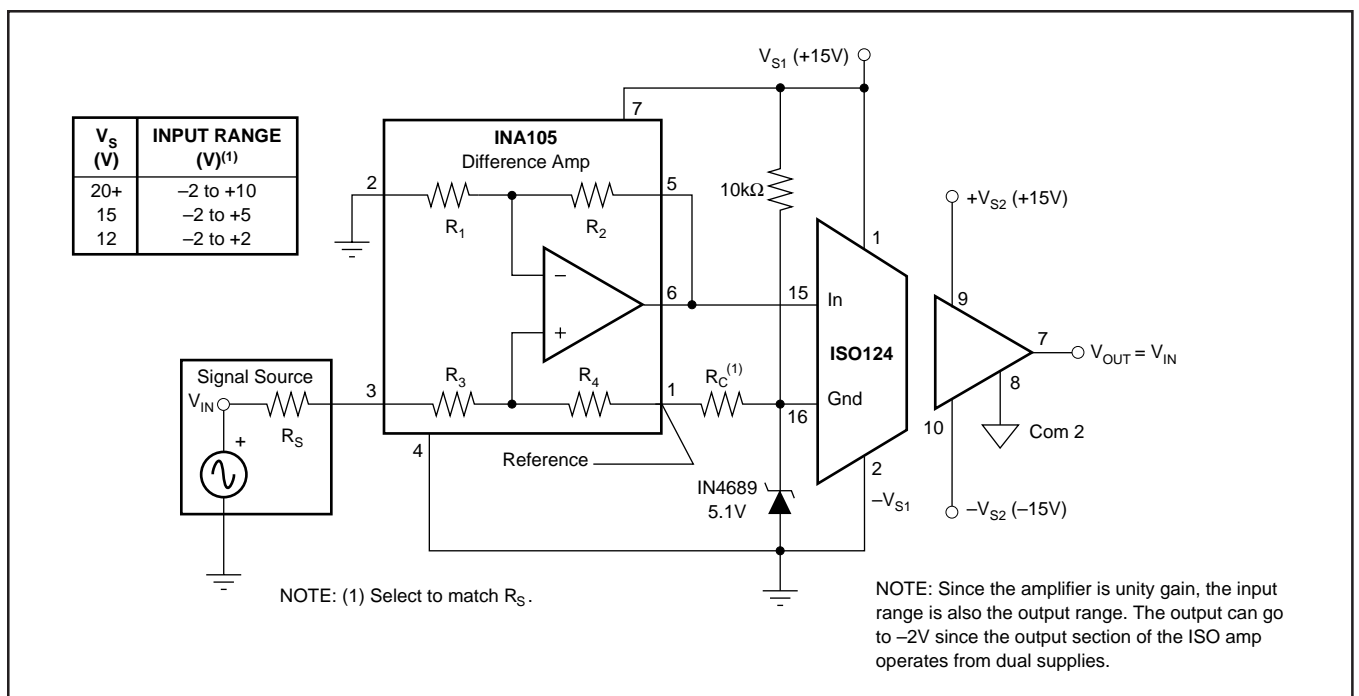 V_S1 (+15V)
7
V_S
(V)
INPUT RANGE
(V)(1)
20+ –2 to +10
15 –2 to +5
12 –2 to +2
INA105
Difference Amp
2
R_1
R_2
5
10kΩ
+V_S2 (+15V)
1
–
+
6
15
In
9
ISO124
7
V_OUT = V_IN
8
Signal Source
V_IN
R_S
+
3
R_3
R_4
1
R_C(1)
16
Gnd
10
Com 2
4
Reference
2
IN4689
5.1V
–V_S1
–V_S2 (–15V)
NOTE: (1) Select to match R_S.
NOTE: Since the amplifier is unity gain, the input
range is also the output range. The output can go
to –2V since the output section of the ISO amp
operates from dual supplies.